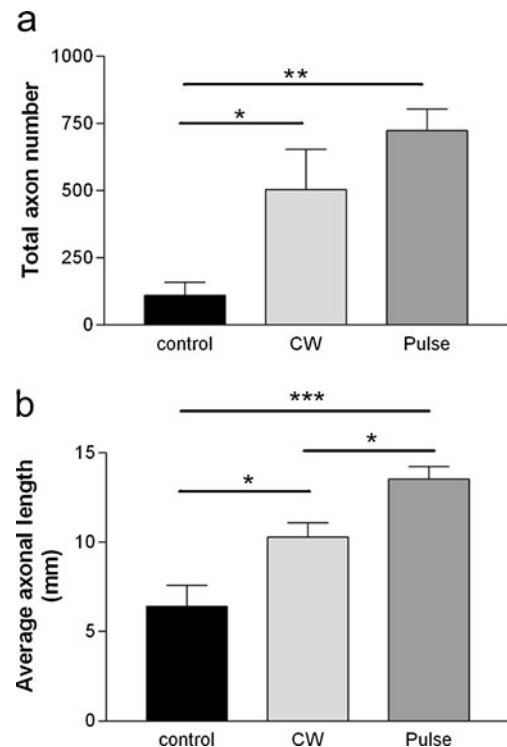 a
1000
**
*
750
500
250
0
Total axon number
control CW Pulse
b
***
*
*
15
10
5
0
Average axonal length
(mm)
control CW Pulse